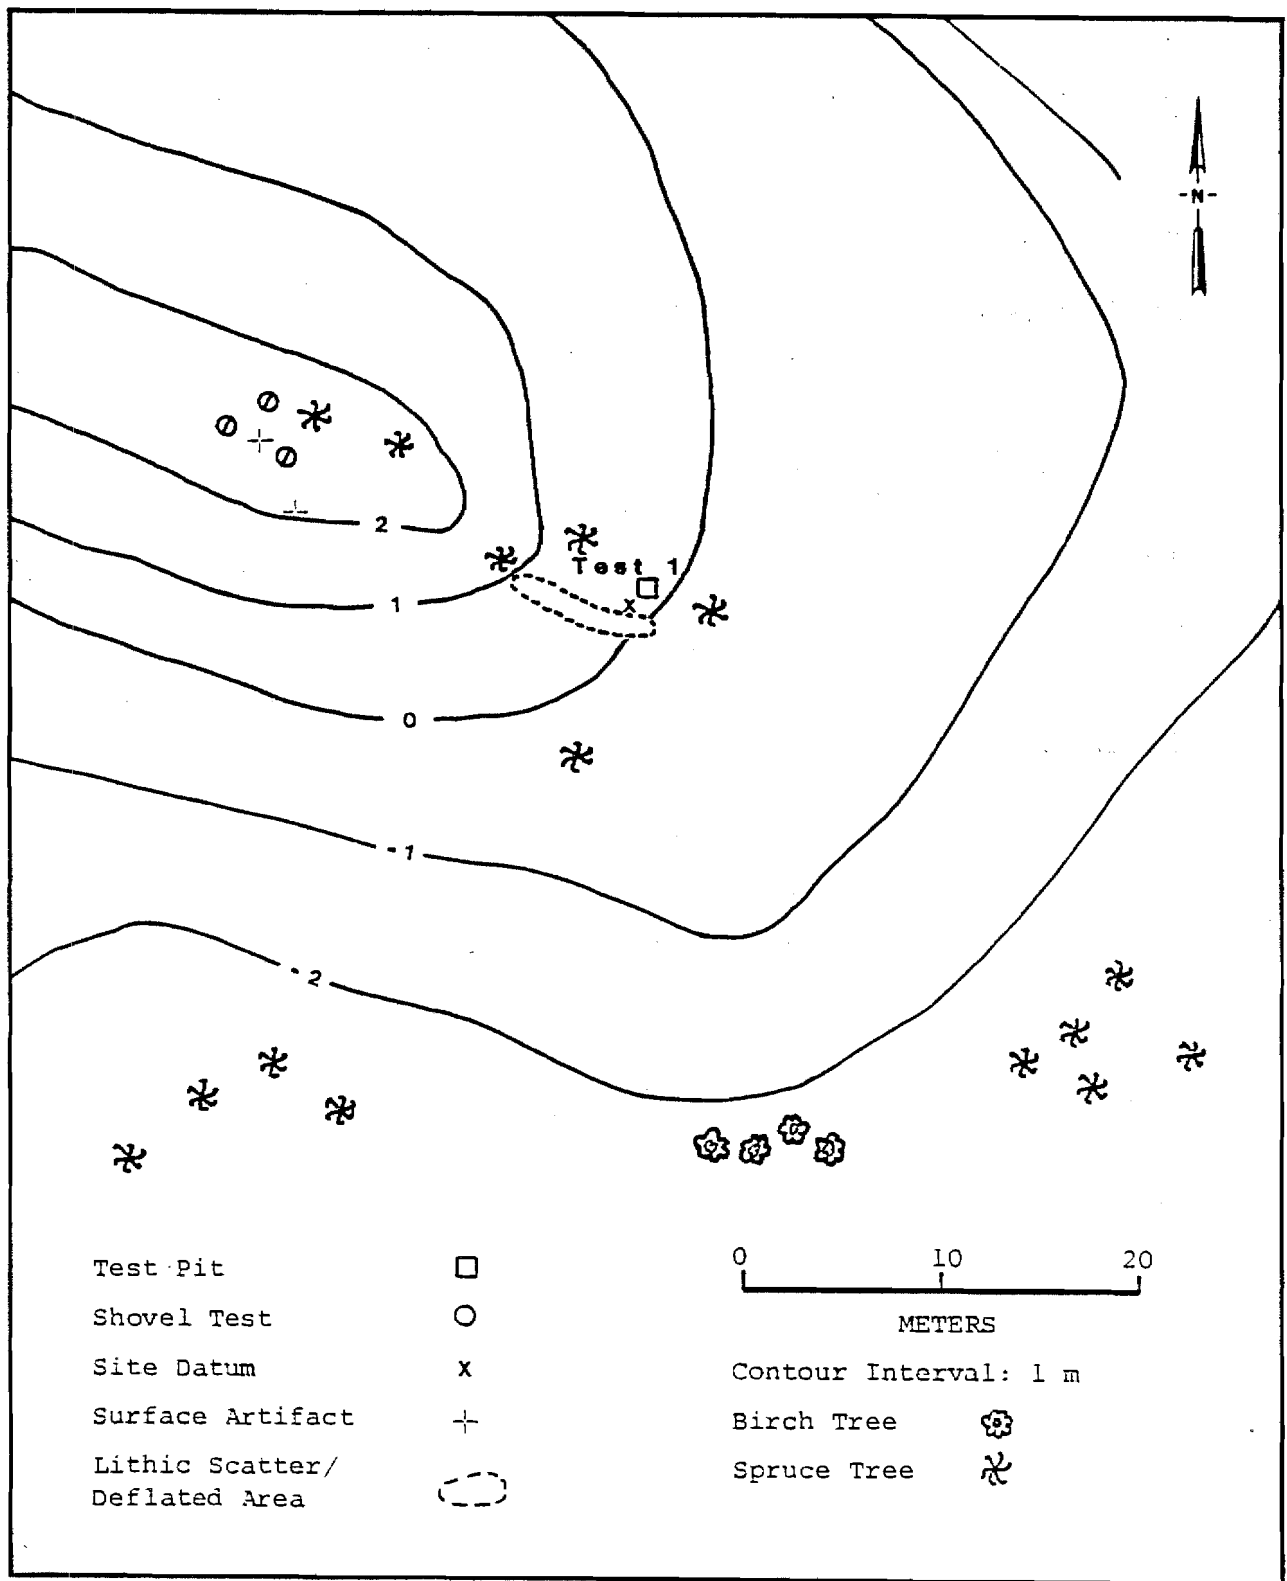 -N-
2
Test 1
x
1
0
-1
-2
Test Pit
Shovel Test
Site Datum x
Surface Artifact
Lithic Scatter/
Deflated Area
0 10 20
METERS
Contour Interval: 1 m
Birch Tree
Spruce Tree